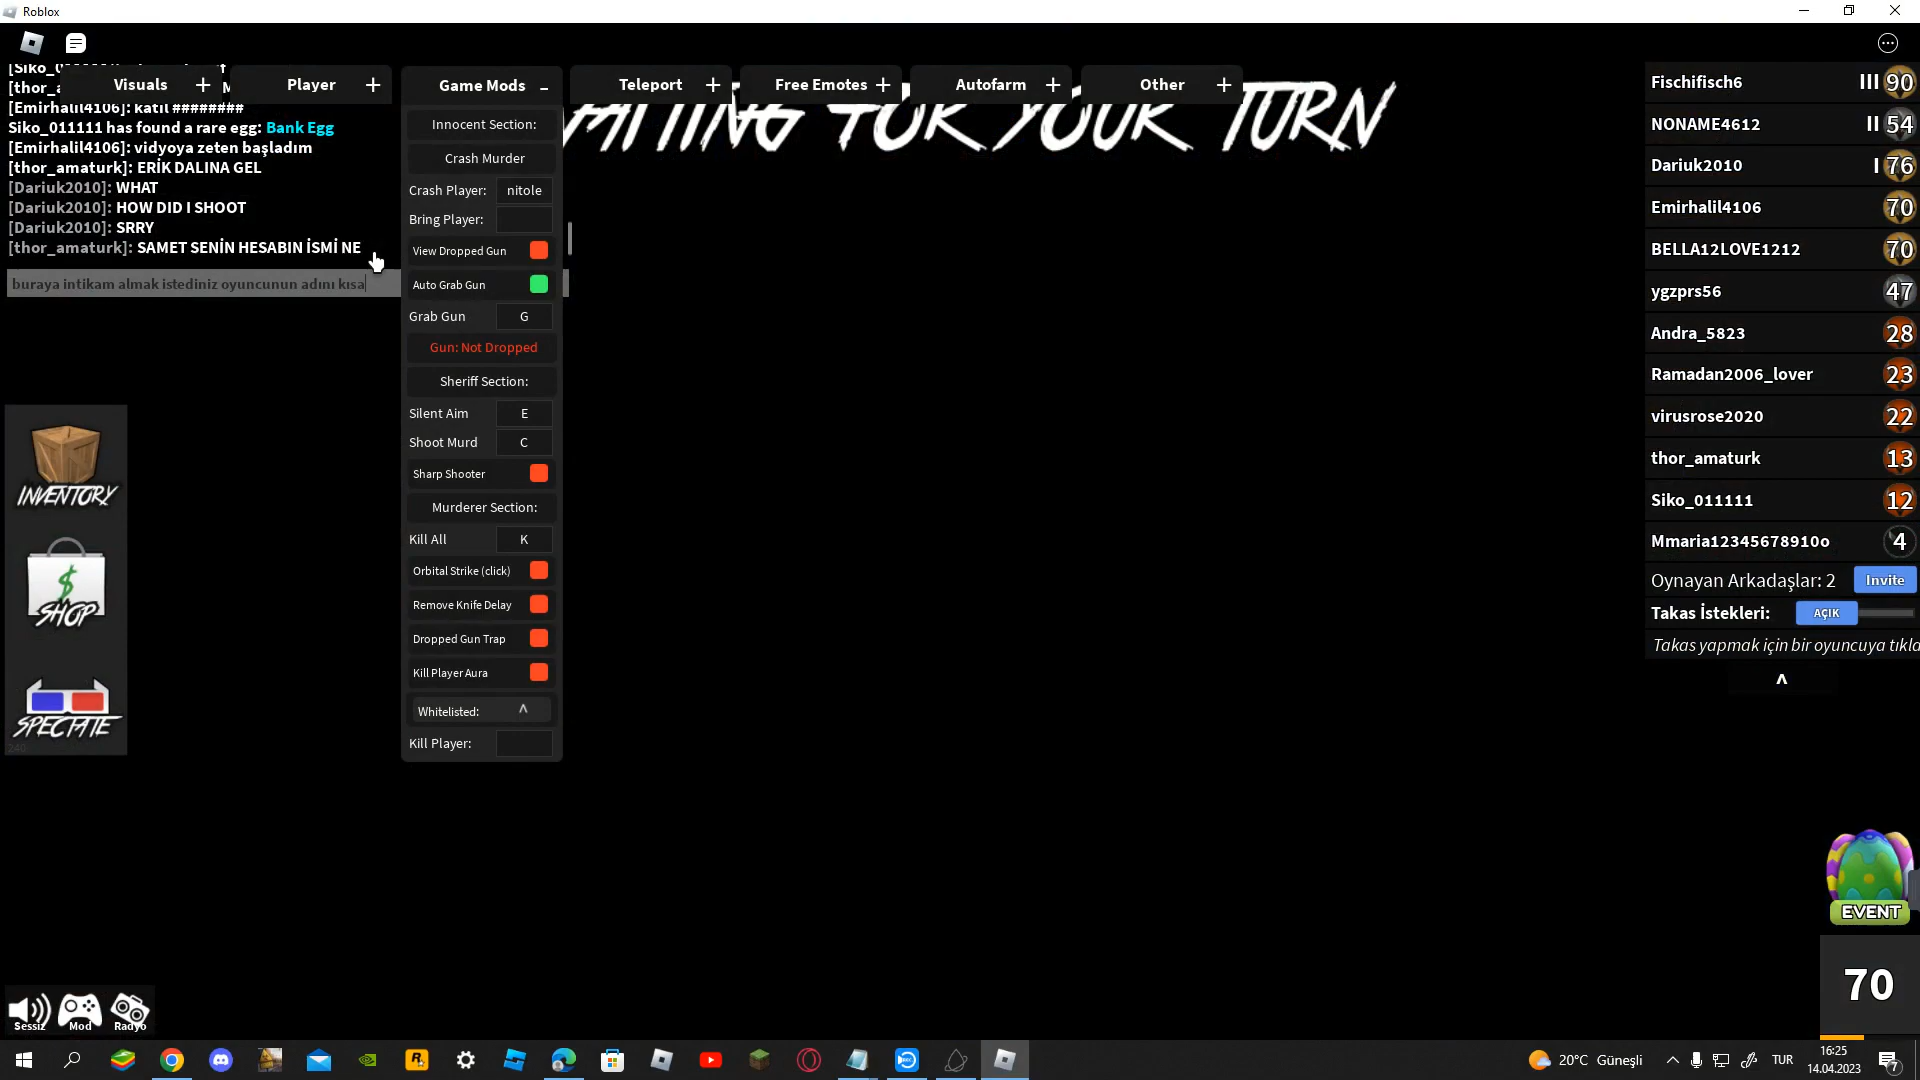 Roblox
Visuals +
Player +
Game Mods -
Teleport +
Free Emotes +
Autofarm +
Other +
[Emirhalil4106]: katil ########
Siko_011111 has found a rare egg: Bank Egg
[Emirhalil4106]: vidyoya zeten başladım
[thor_amaturk]: ERİK DALINA GEL
[Dariuk2010]: WHAT
[Dariuk2010]: HOW DID I SHOOT
[Dariuk2010]: SRRY
[thor_amaturk]: SAMET SENİN HESABIN İSMİ NE
buraya intikam almak istediniz oyuncunun adını kısa
Innocent Section:
Crash Murder
Crash Player: nitole
Bring Player:
View Dropped Gun
Auto Grab Gun
Grab Gun G
Gun: Not Dropped
Sheriff Section:
Silent Aim E
Shoot Murd C
Sharp Shooter
Murderer Section:
Kill All K
Orbital Strike (click)
Remove Knife Delay
Dropped Gun Trap
Kill Player Aura
Whitelisted: ^
Kill Player:
FOR YOUR TURN
INVENTORY
SHOP
SPECTATE
240
Fischifisch6 III 90
NONAME4612 II 54
Dariuk2010 I 76
Emirhalil4106 70
BELLA12LOVE1212 70
ygzprs56 47
Andra_5823 28
Ramadan2006_lover 23
virusrose2020 22
thor_amaturk 13
Siko_011111 12
Mmaria12345678910o 4
Oynayan Arkadaşlar: 2 Invite
Takas İstekleri: AÇIK
Takas yapmak için bir oyuncuya tıkla
^
EVENT
70
Sessiz
Mod
Radyo
20°C Güneşli
TUR
16:25
14.04.2023
7